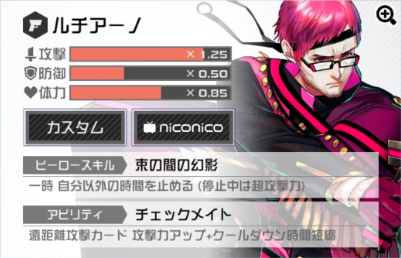 ルチアーノ
攻撃 × 1.25
防御 × 0.50
体力 × 0.85
カスタム niconico
ヒーロースキル 束の間の幻影
一時 自分以外の時間を止める (停止中は超攻撃力)
アビリティ チェックメイト
遠距離攻撃カード 攻撃力アップ+クールダウン時間短縮